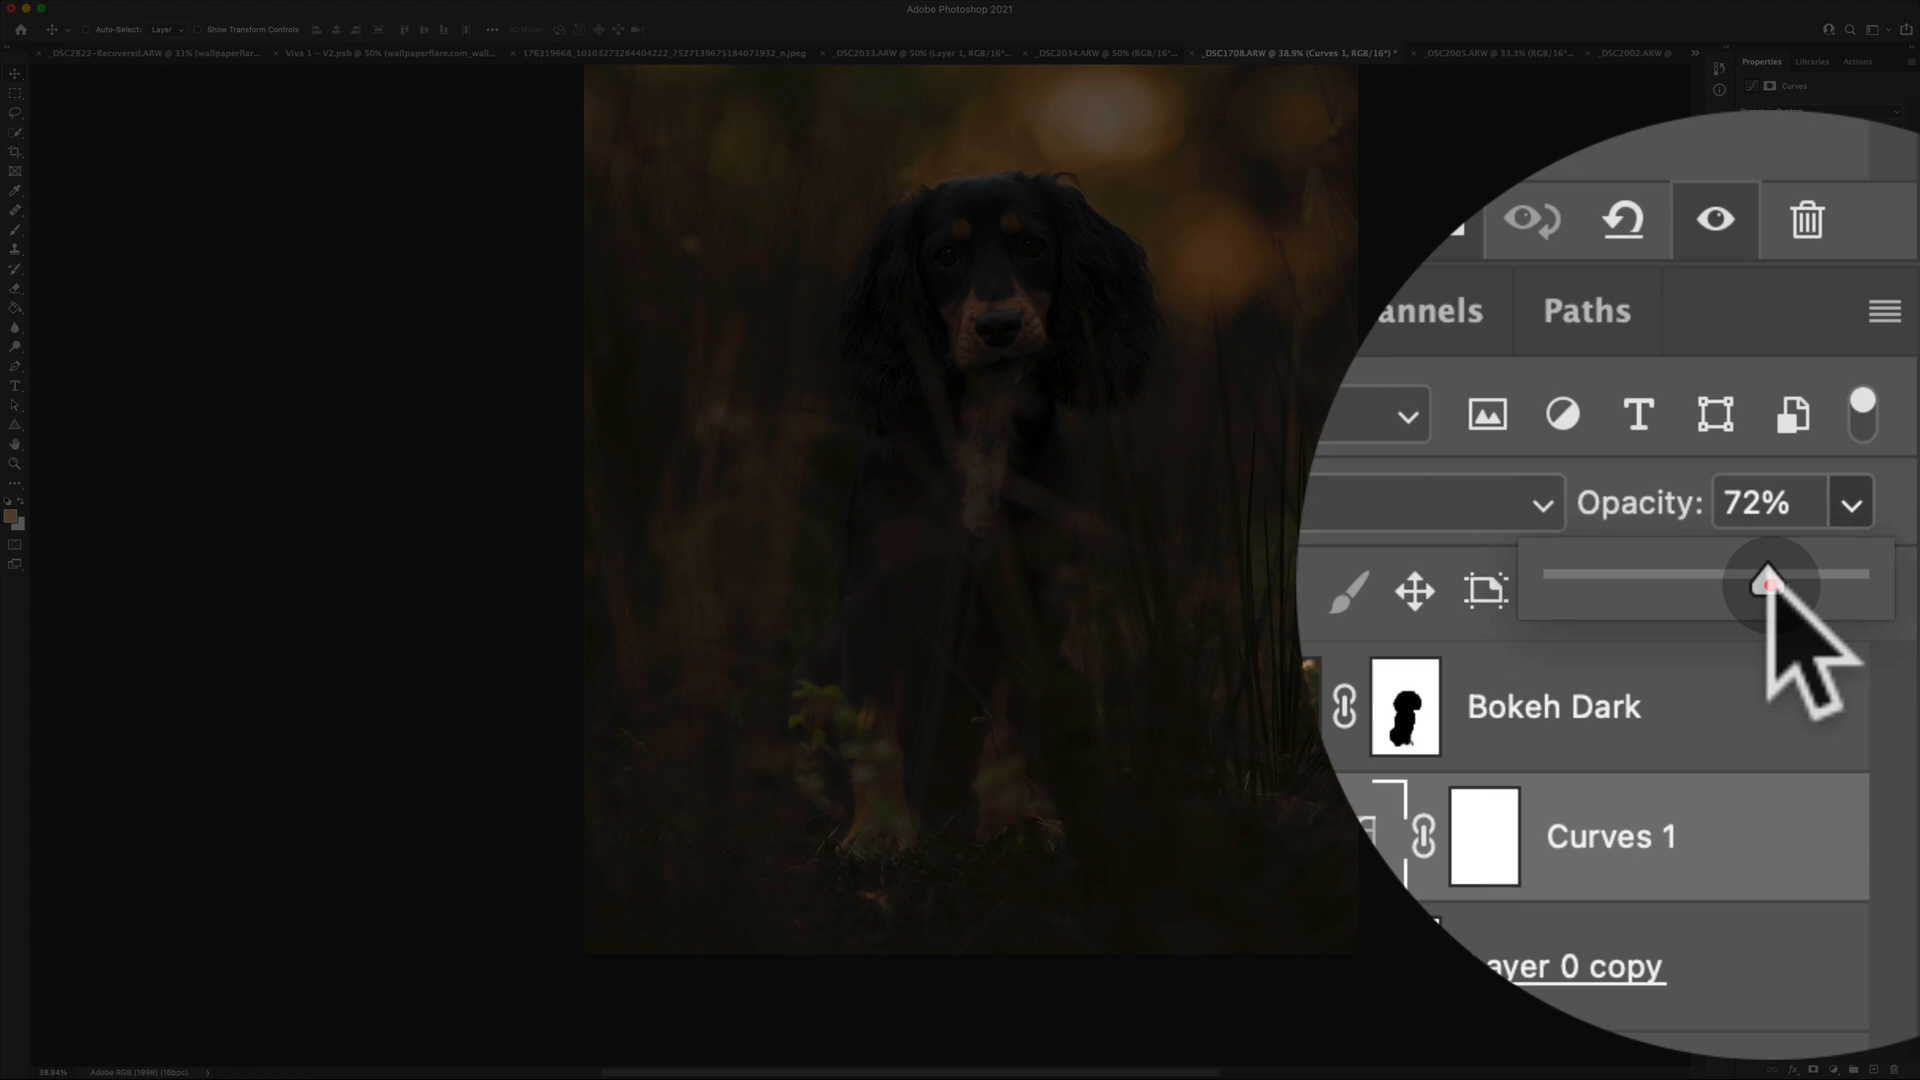 Adobe Photoshop 2021
Auto-Select: Layer Show Transform Controls ••• 3D Mode:
_DSC2822-Recovered.ARW @ 31% (wallpaperflar... Viva 1 - V2.psb @ 50% (wallpaperflare.com_wall... 176319668_10103273284404222_7527139675184071932_n.jpeg _DSC2033.ARW @ 50% (Layer 1, RGB/16*... _DSC2034.ARW @ 50% (RGB/16*... _DSC1708.ARW @ 38.9% (Curves 1, RGB/16*) * _DSC2005.ARW @ 33.3% (RGB/16*... _DSC2002.ARW @
Properties Libraries Actions
Curves
annels Paths
Opacity: 72%
Bokeh Dark
Curves 1
ayer 0 copy
38.94% Adobe RGB (1998) (16bpc)